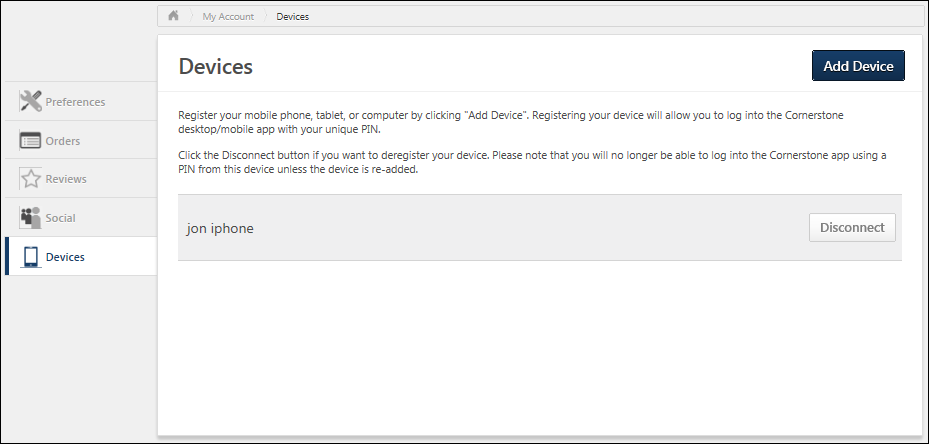 My Account
Devices
Devices
Add Device
Register your mobile phone, tablet, or computer by clicking "Add Device". Registering your device will allow you to log into the Cornerstone
desktop/mobile app with your unique PIN.
Click the Disconnect button if you want to deregister your device. Please note that you will no longer be able to log into the Cornerstone app using a
PIN from this device unless the device is re-added.
jon iphone
Disconnect
Preferences
Orders
Reviews
Social
Devices